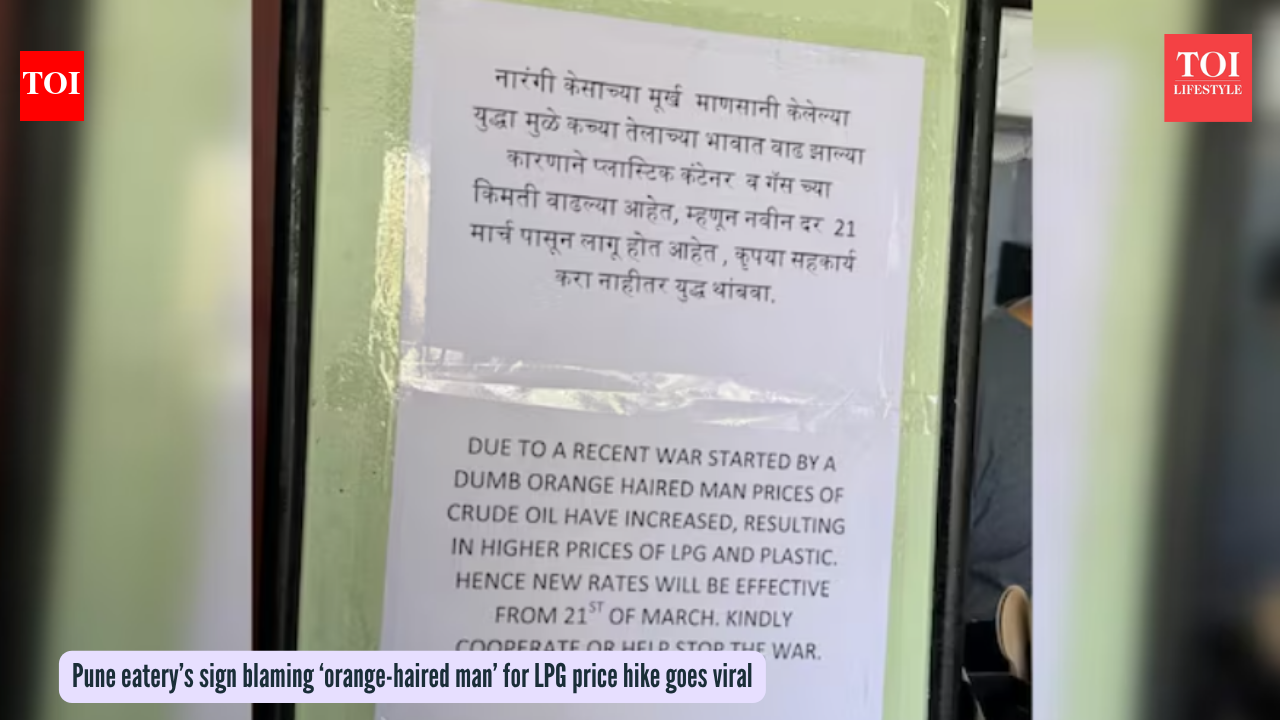 TOI
TOI
LIFESTYLE
नारंगी केसाच्या मूर्ख माणसानी केलेल्या
युद्धा मुळे कच्या तेलाच्या भावात वाढ झाल्या
कारणाने प्लास्टिक कंटेनर व गॅस च्या
किमती वाढल्या आहेत, म्हणून नवीन दर 21
मार्च पासून लागू होत आहेत , कृपया सहकार्य
करा नाहीतर युद्ध थांबवा.
DUE TO A RECENT WAR STARTED BY A
DUMB ORANGE HAIRED MAN PRICES OF
CRUDE OIL HAVE INCREASED, RESULTING
IN HIGHER PRICES OF LPG AND PLASTIC.
HENCE NEW RATES WILL BE EFFECTIVE
FROM 21ST OF MARCH. KINDLY
COOPERATE OR HELP STOP THE WAR.
Pune eatery's sign blaming ‘orange-haired man’ for LPG price hike goes viral